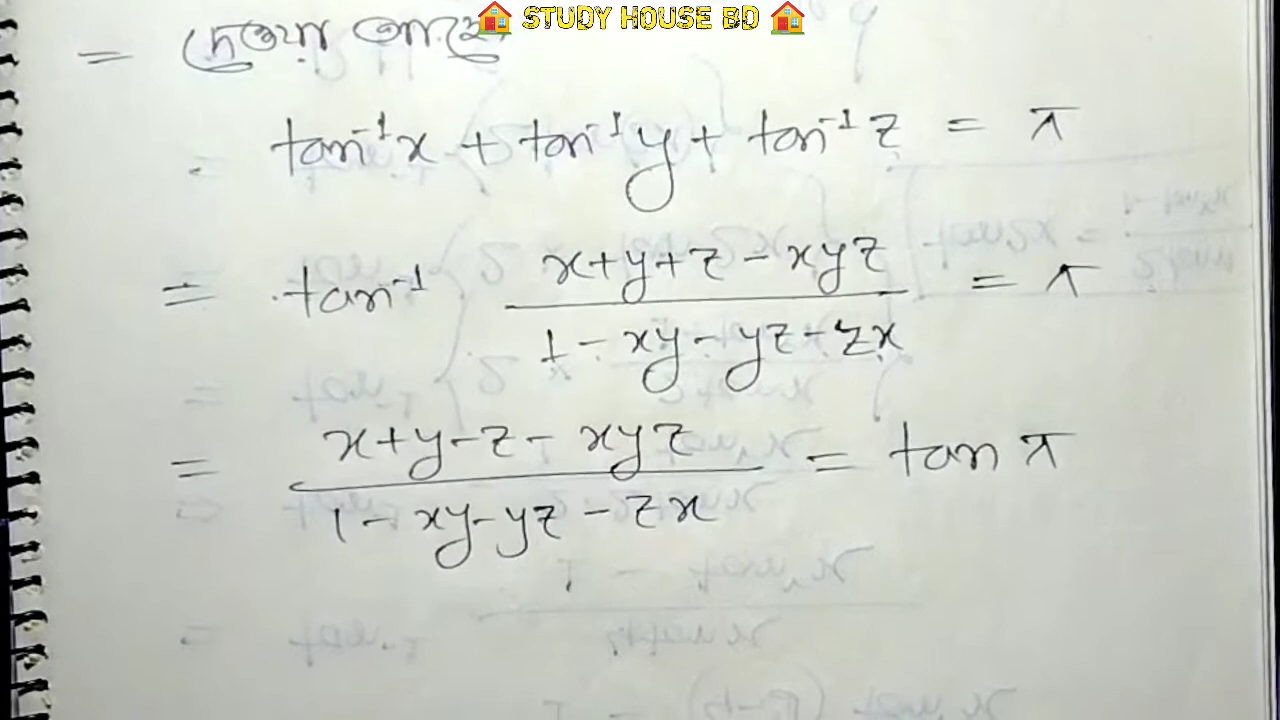 🏠 STUDY HOUSE BD 🏠
= দেওয়া আছে
tan⁻¹x + tan⁻¹y + tan⁻¹z = π
= tan⁻¹ (x+y+z - xyz)/(1 - xy - yz - zx) = π
= (x+y-z - xyz)/(1 - xy - yz - zx) = tan π